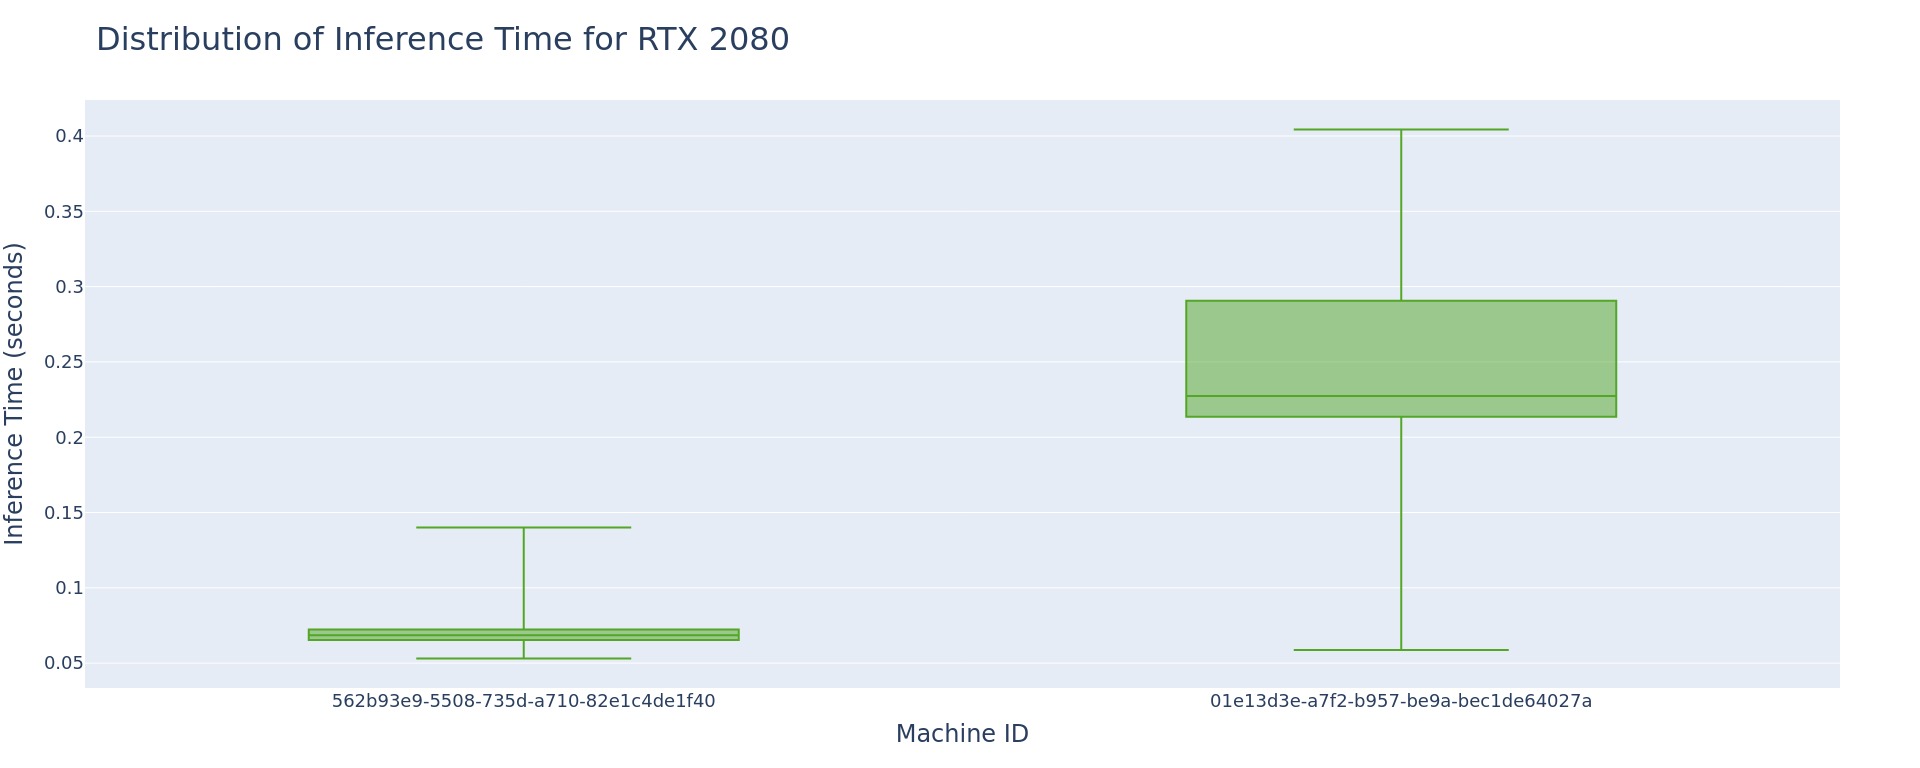 Distribution of Inference Time for RTX 2080
Inference Time (seconds)
0.4
0.35
0.3
0.25
0.2
0.15
0.1
0.05
562b93e9-5508-735d-a710-82e1c4de1f40
01e13d3e-a7f2-b957-be9a-bec1de64027a
Machine ID